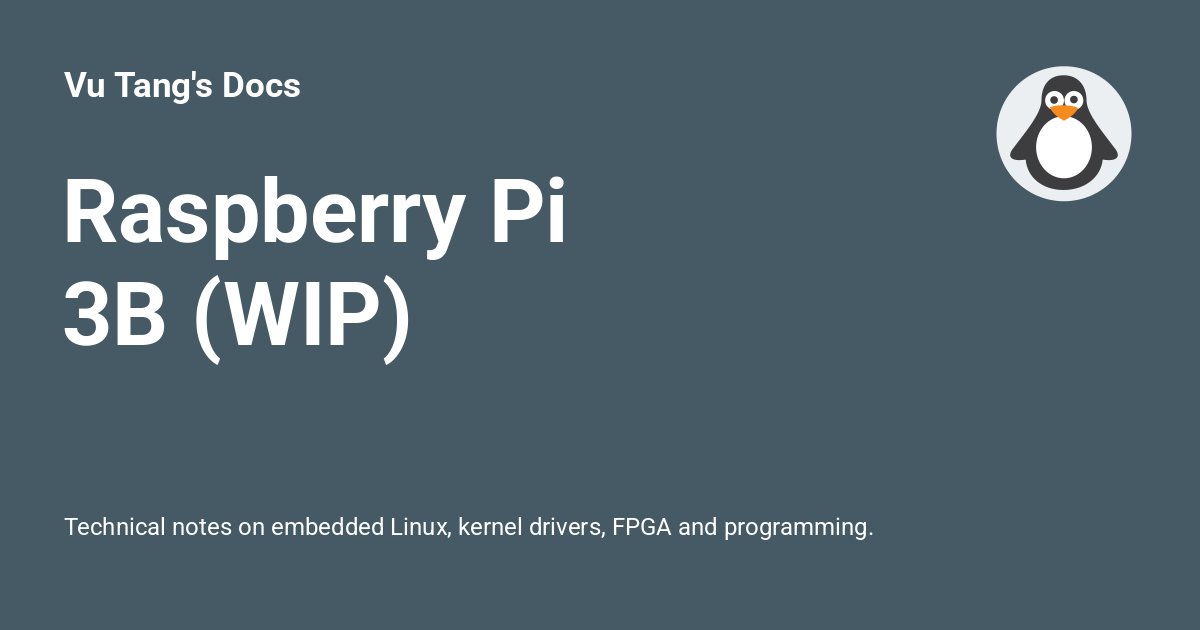 Vu Tang's Docs
Raspberry Pi
3B (WIP)
Technical notes on embedded Linux, kernel drivers, FPGA and programming.